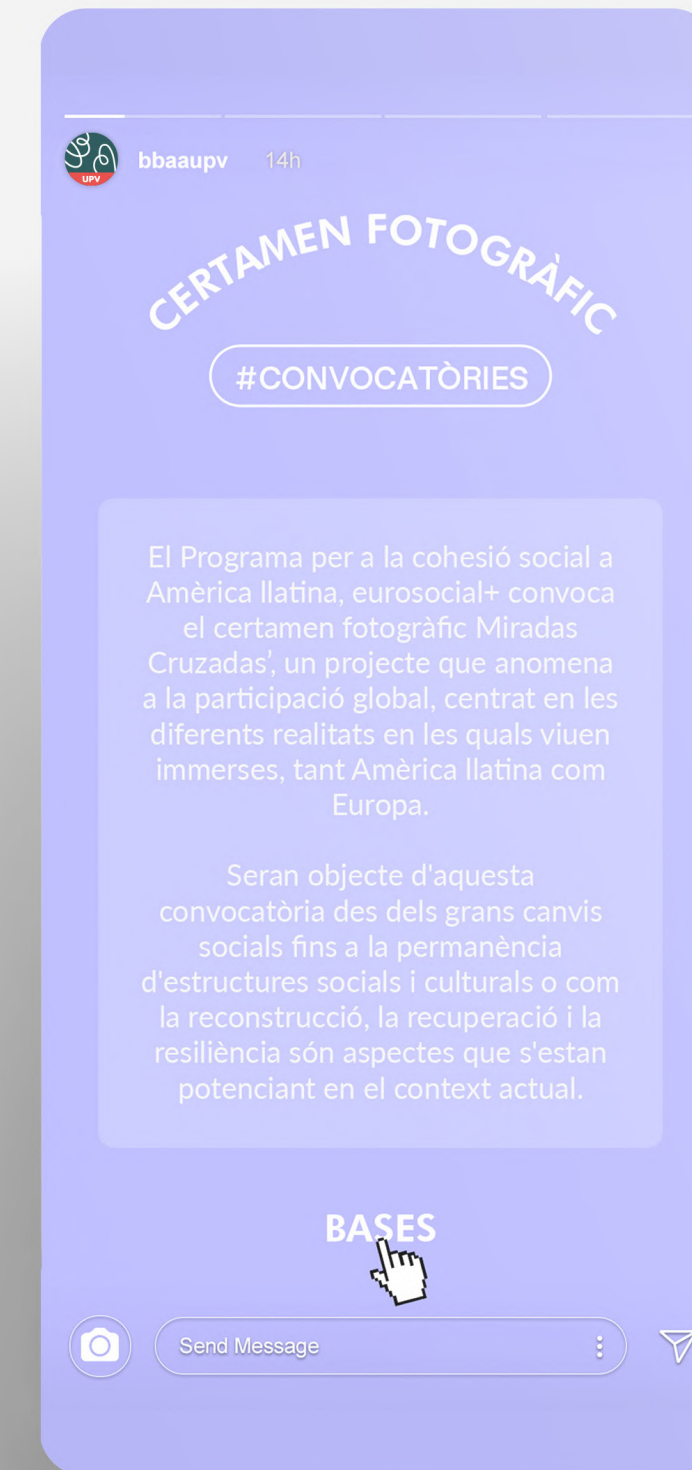 UPV
bbaaupv 14h
CERTAMEN FOTOGRÀFIC
#CONVOCATÒRIES
El Programa per a la cohesió social a
Amèrica llatina, eurosocial+ convoca
el certamen fotogràfic Miradas
Cruzadas’, un projecte que anomena
a la participació global, centrat en les
diferents realitats en les quals viuen
immerses, tant Amèrica llatina com
Europa.
Seran objecte d'aquesta
convocatòria des dels grans canvis
socials fins a la permanència
d'estructures socials i culturals o com
la reconstrucció, la recuperació i la
resiliència són aspectes que s'estan
potenciant en el context actual.
BASES
Send Message